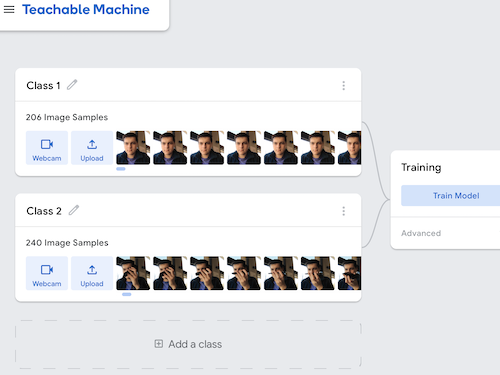 Teachable Machine
Class 1
206 Image Samples
Webcam
Upload
Training
Train Model
Class 2
Advanced
240 Image Samples
Webcam
Upload
Add a class